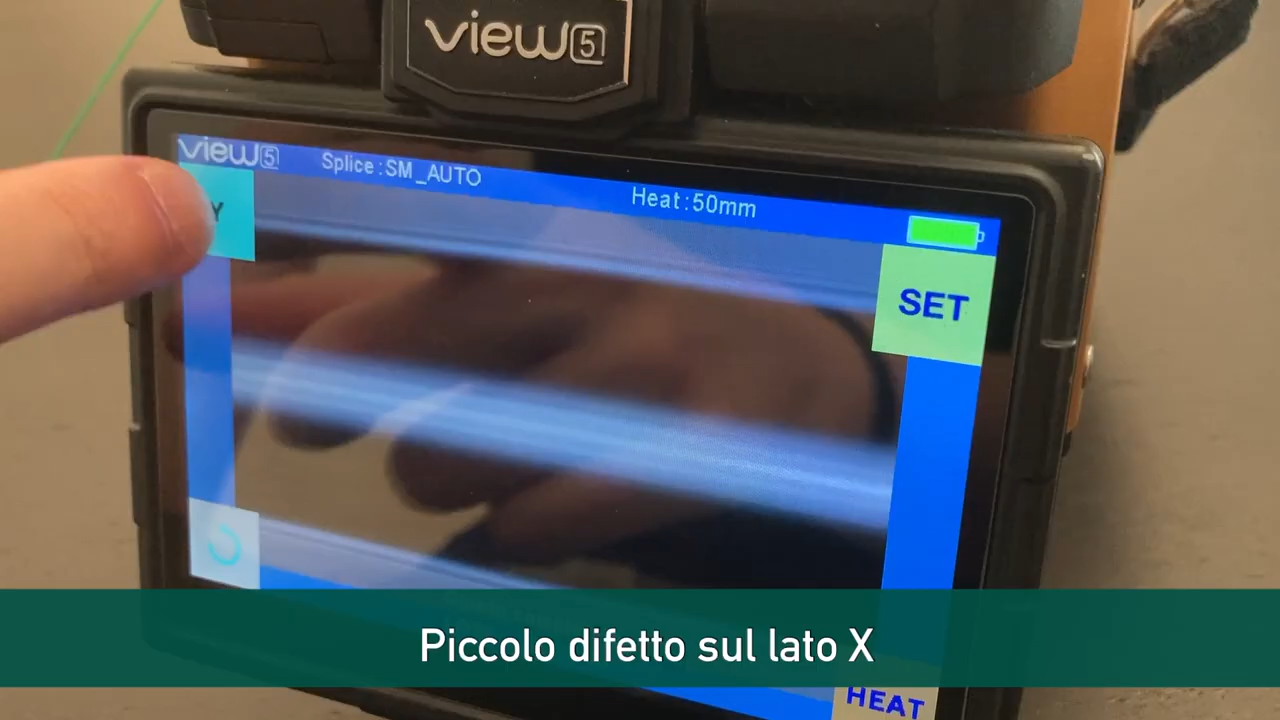 view5
view5
Splice:SM_AUTO
Heat:50mm
Y
SET
Piccolo difetto sul lato X
HEAT